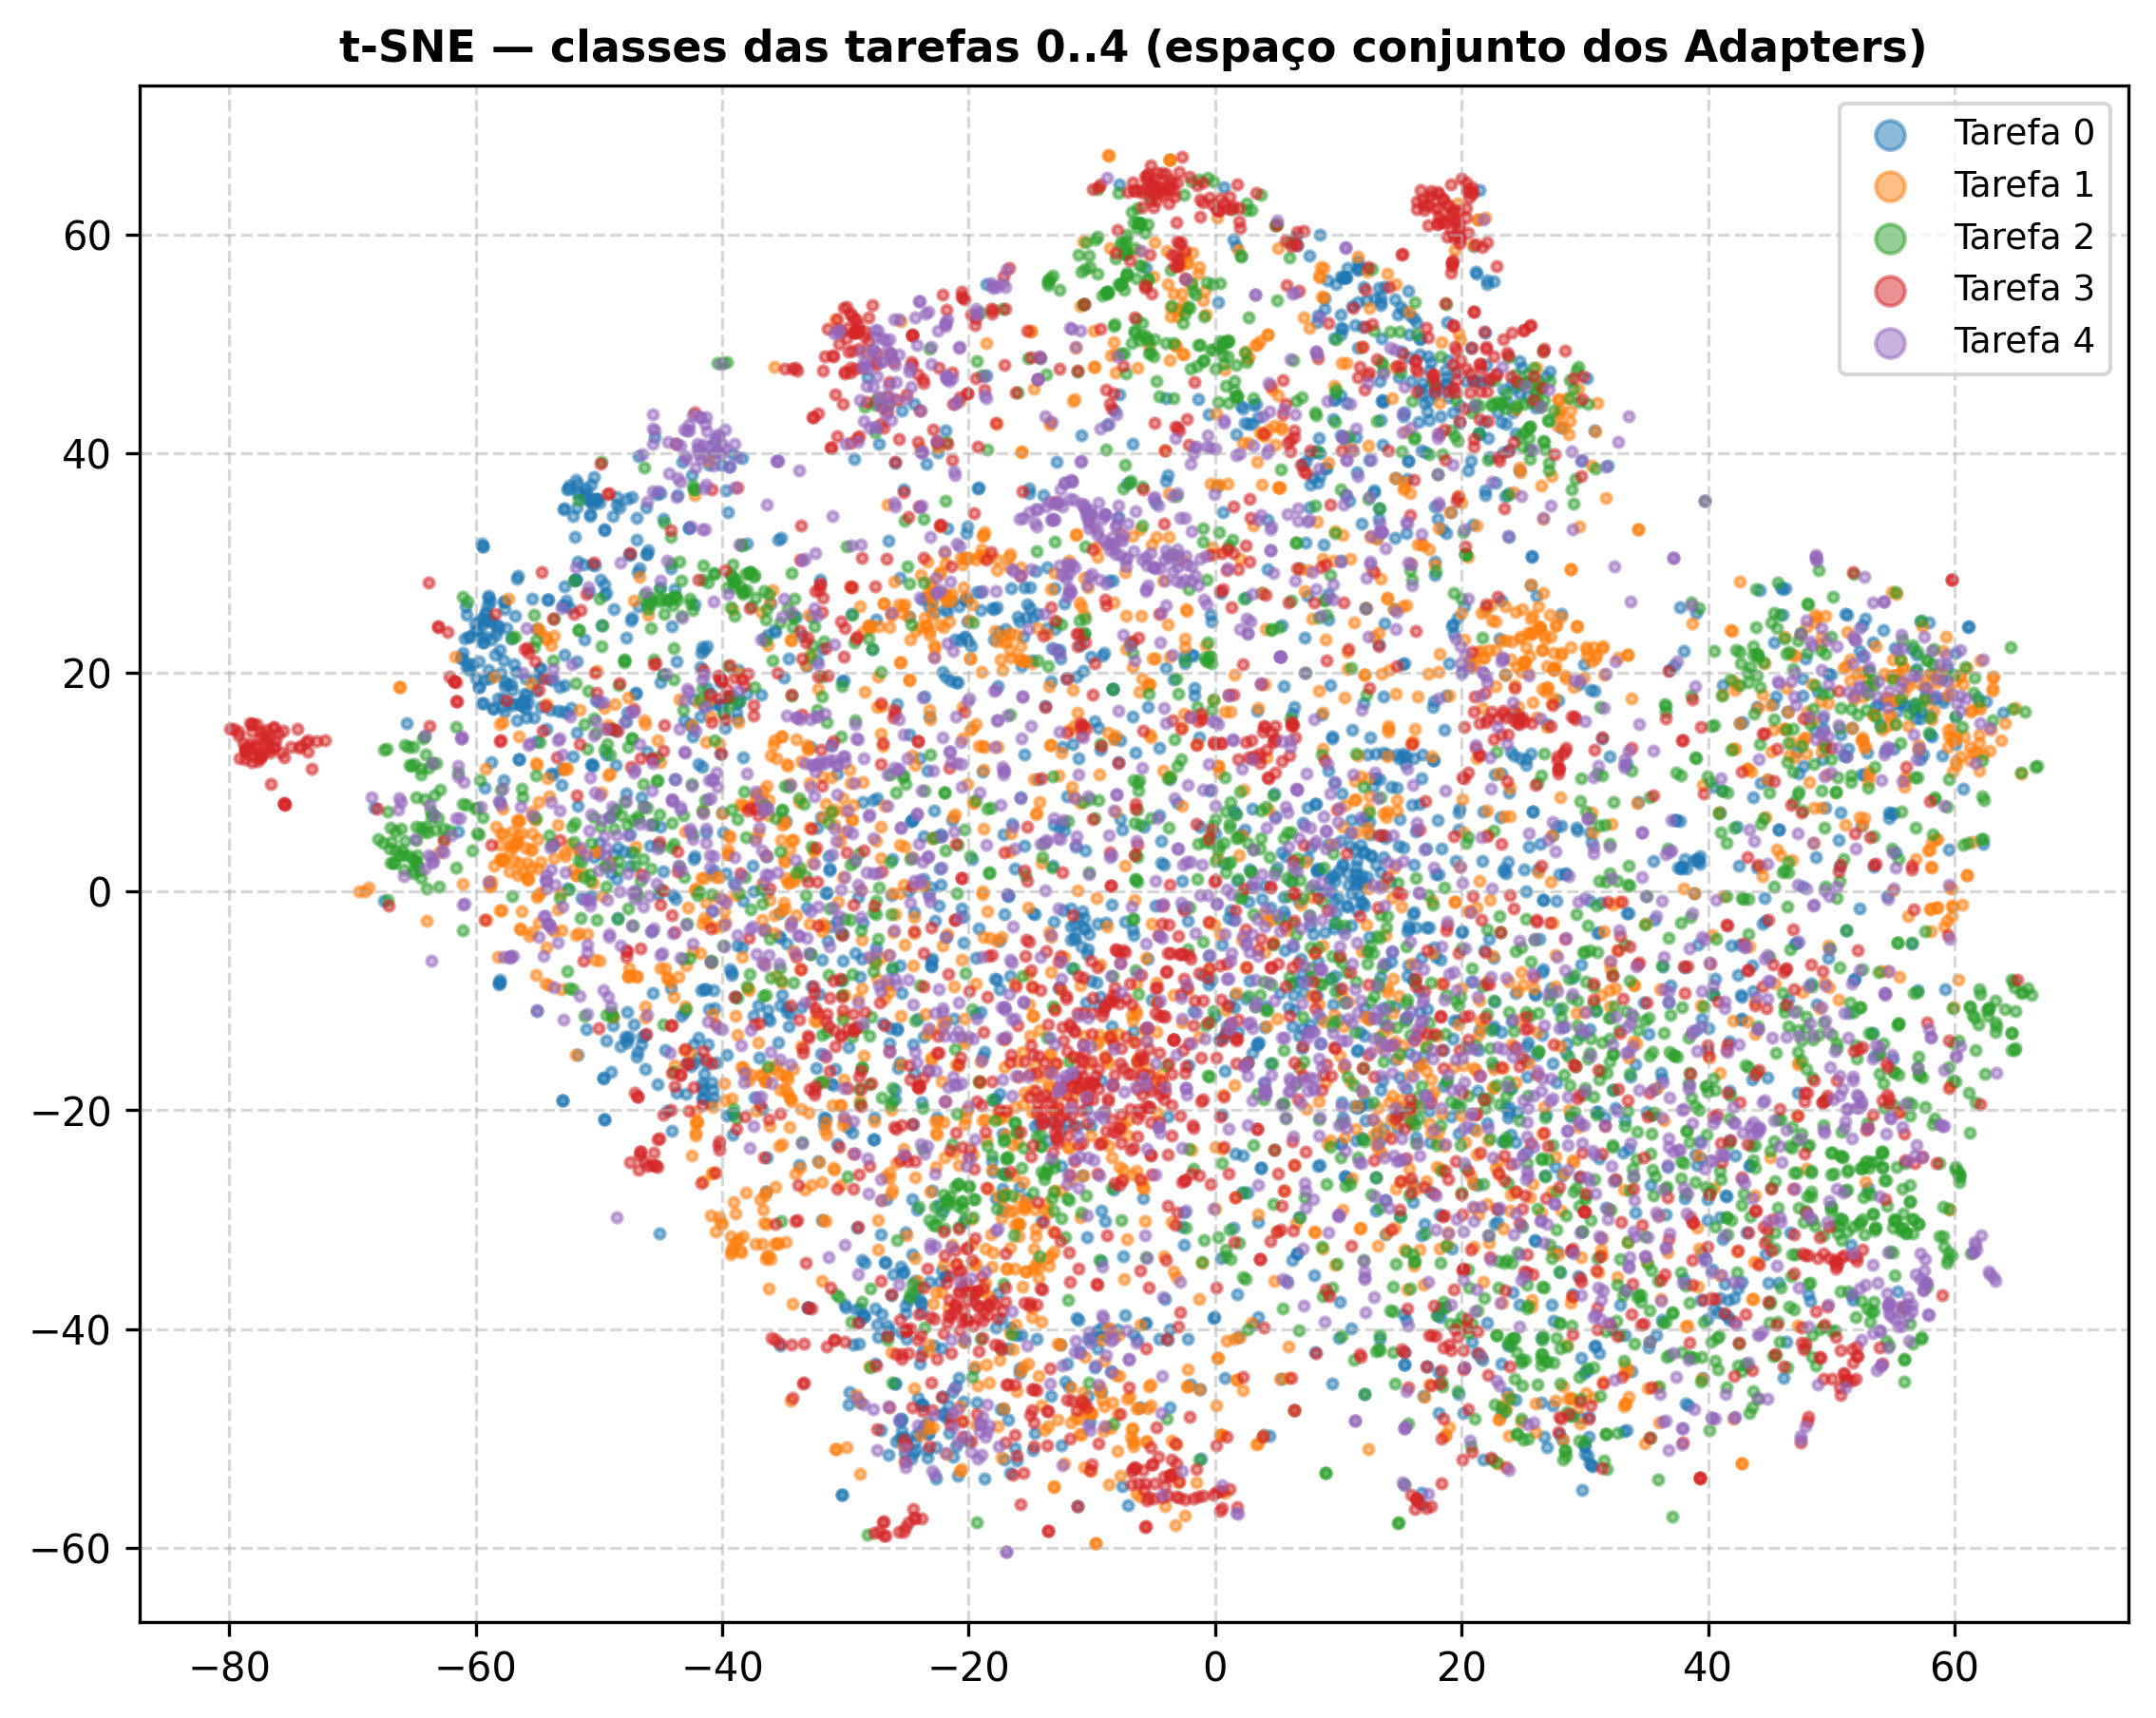 t-SNE — classes das tarefas 0..4 (espaço conjunto dos Adapters)
Tarefa 0
Tarefa 1
Tarefa 2
Tarefa 3
Tarefa 4
60
40
20
0
−20
−40
−60
−80 −60 −40 −20 0 20 40 60